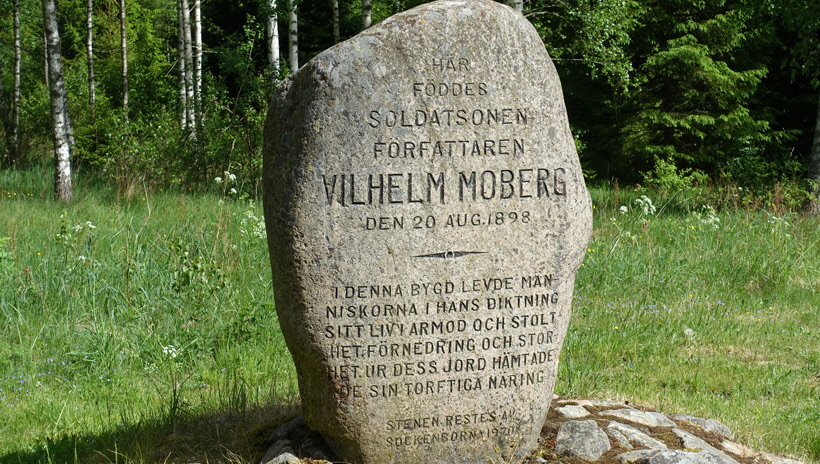 HÄR
FÖDDES
SOLDATSONEN
FÖRFATTAREN
VILHELM MOBERG
DEN 20 AUG. 1898
I DENNA BYGD LEVDE MÄN
NISKORNA I HANS DIKTNING
SITT LIV I ARMOD OCH STOLT
HET, FÖRNEDRING OCH STOR
HET. UR DESS JORD HÄMTADE
DE SIN TORFTIGA NÄRING
STENEN RESTES AV
SOCKENBORNA 1970